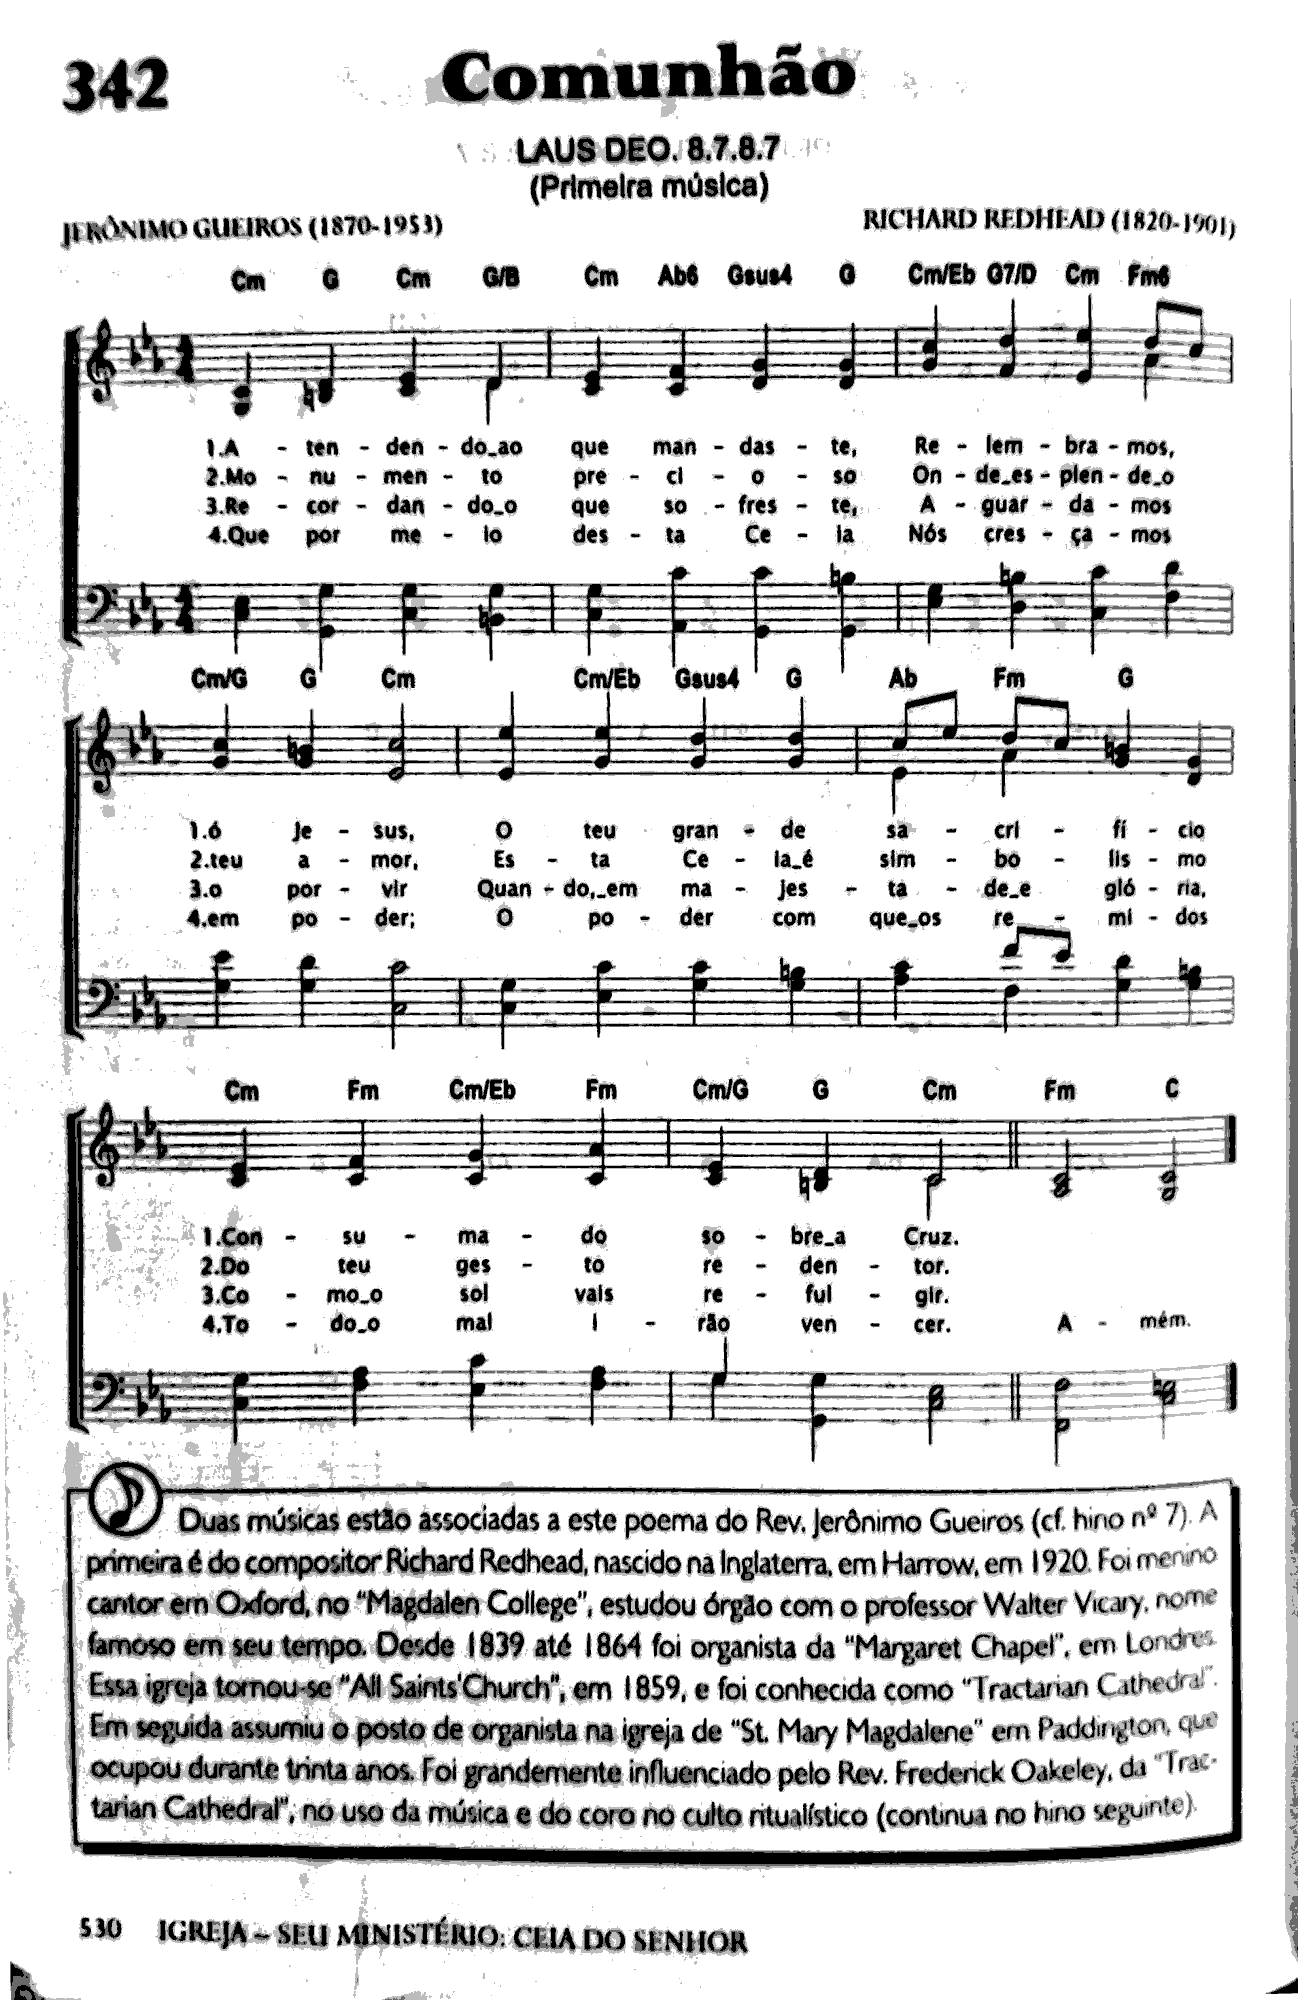 342 Comunhão
LAUS DEO. 8.7.8.7
(Primeira música)
JERÔNIMO GUEIROS (1870-1953) RICHARD REDHEAD (1820-1901)
Cm G Cm G/B Cm Ab6 Gsus4 G Cm/Eb G7/D Cm Fm6
1.A - ten - den - do_ao que man - das - te, Re - lem - bra - mos,
2.Mo - nu - men - to pre - ci - o - so On - de_es - plen - de_o
3.Re - cor - dan - do_o que so - fres - te, A - guar - da - mos
4.Que por me - io des - ta Ce - ia Nós cres - ça - mos
Cm/G G Cm Cm/Eb Gsus4 G Ab Fm G
1.ó Je - sus, O teu gran - de sa - cri - fí - cio
2.teu a - mor, Es - ta Ce - ia_é sim - bo - lis - mo
3.o por - vir Quan - do,_em ma - jes - ta - de_e gló - ria,
4.em po - der; O po - der com que_os re - mi - dos
Cm Fm Cm/Eb Fm Cm/G G Cm Fm C
1.Con - su - ma - do so - bre_a Cruz.
2.Do teu ges - to re - den - tor.
3.Co - mo_o sol vais re - ful - gir.
4.To - do_o mal i - rão ven - cer. A - mém.
Duas músicas estão associadas a este poema do Rev. Jerônimo Gueiros (cf. hino nº 7). A
primeira é do compositor Richard Redhead, nascido na Inglaterra, em Harrow, em 1920. Foi menino
cantor em Oxford, no "Magdalen College", estudou órgão com o professor Walter Vicary, nome
famoso em seu tempo. Desde 1839 até 1864 foi organista da "Margaret Chapel", em Londres.
Essa igreja tornou-se "All Saints'Church", em 1859, e foi conhecida como "Tractarian Cathedral".
Em seguida assumiu o posto de organista na igreja de "St. Mary Magdalene" em Paddington, que
ocupou durante trinta anos. Foi grandemente influenciado pelo Rev. Frederick Oakeley, da "Trac-
tarian Cathedral", no uso da música e do coro no culto ritualístico (continua no hino seguinte).
530 IGREJA – SEU MINISTÉRIO: CEIA DO SENHOR